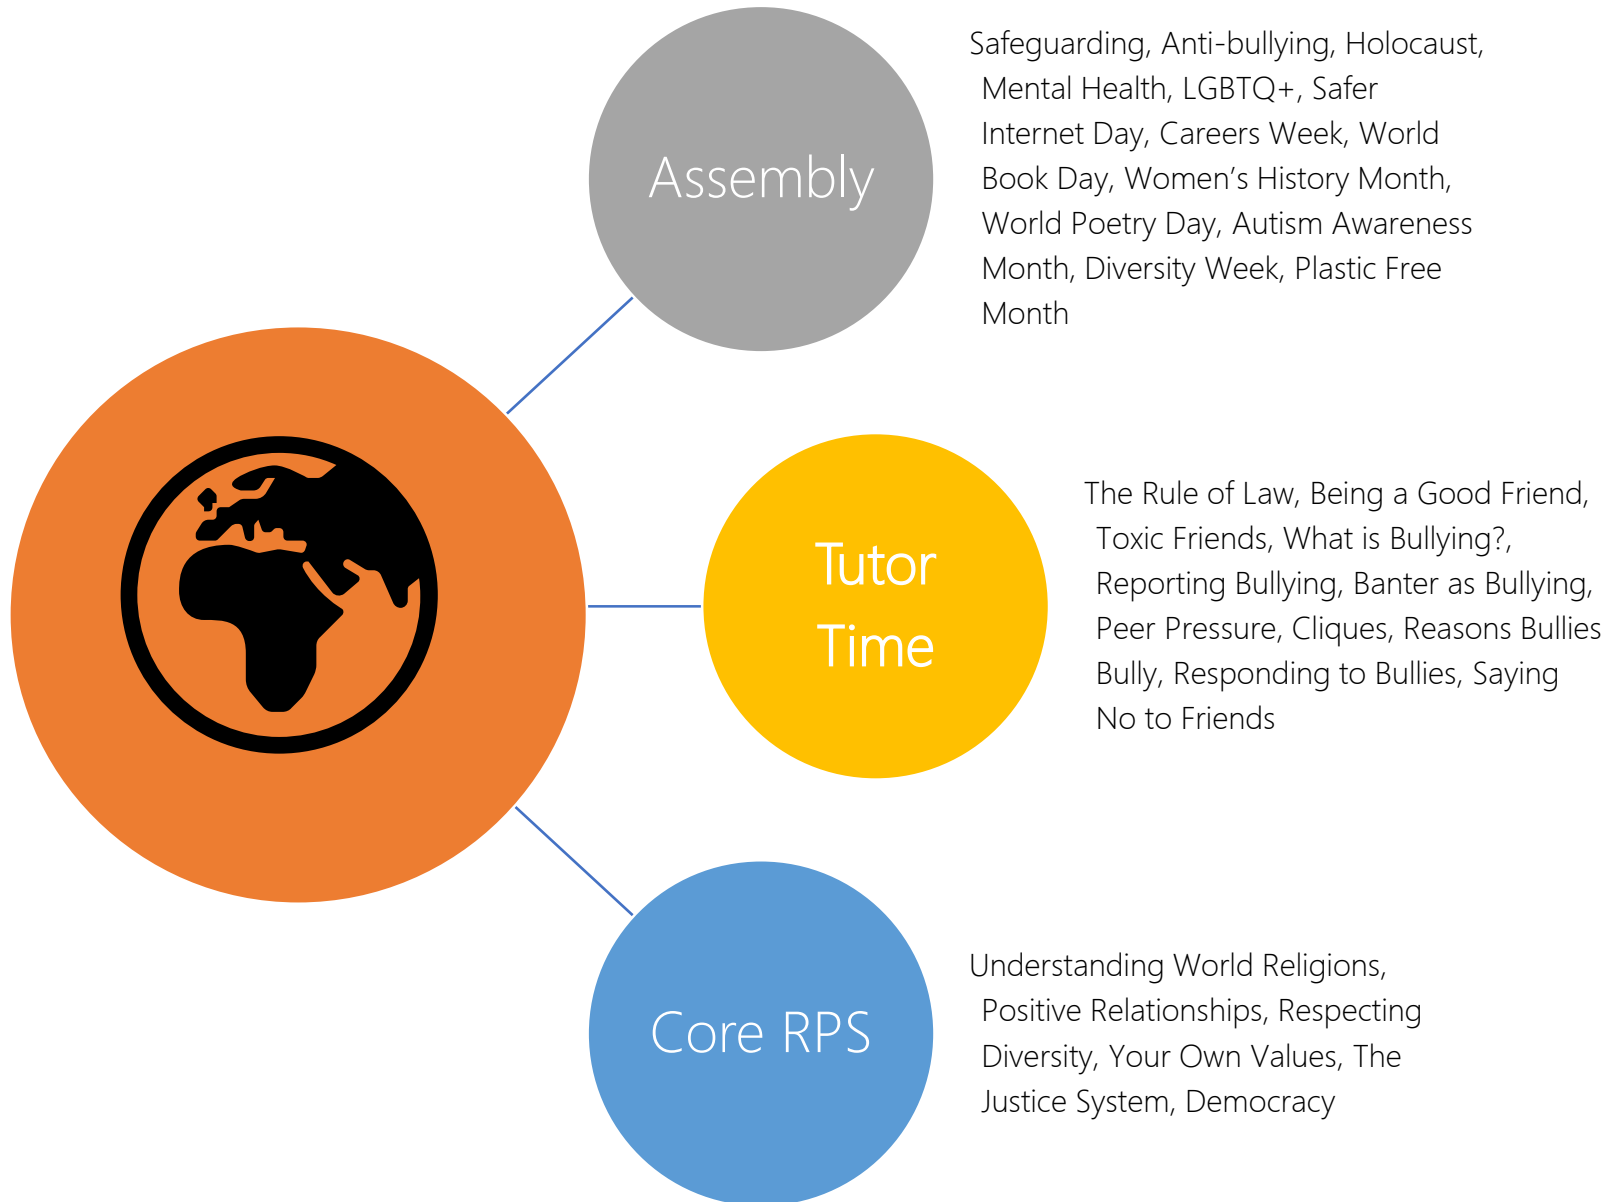 Assembly
Safeguarding, Anti-bullying, Holocaust,
Mental Health, LGBTQ+, Safer
Internet Day, Careers Week, World
Book Day, Women’s History Month,
World Poetry Day, Autism Awareness
Month, Diversity Week, Plastic Free
Month
Tutor
Time
The Rule of Law, Being a Good Friend,
Toxic Friends, What is Bullying?,
Reporting Bullying, Banter as Bullying,
Peer Pressure, Cliques, Reasons Bullies
Bully, Responding to Bullies, Saying
No to Friends
Core RPS
Understanding World Religions,
Positive Relationships, Respecting
Diversity, Your Own Values, The
Justice System, Democracy